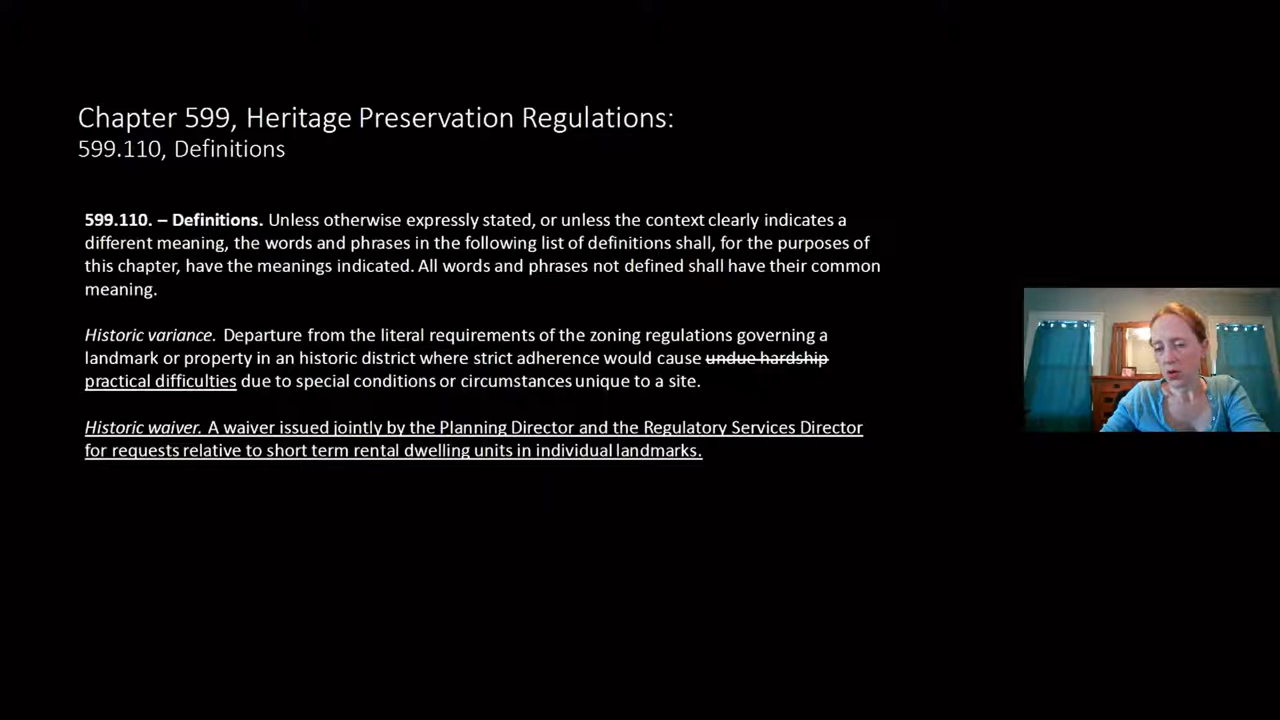 Chapter 599, Heritage Preservation Regulations:
599.110, Definitions
599.110. – Definitions. Unless otherwise expressly stated, or unless the context clearly indicates a
different meaning, the words and phrases in the following list of definitions shall, for the purposes of
this chapter, have the meanings indicated. All words and phrases not defined shall have their common
meaning.
Historic variance. Departure from the literal requirements of the zoning regulations governing a
landmark or property in an historic district where strict adherence would cause undue hardship
practical difficulties due to special conditions or circumstances unique to a site.
Historic waiver. A waiver issued jointly by the Planning Director and the Regulatory Services Director
for requests relative to short term rental dwelling units in individual landmarks.